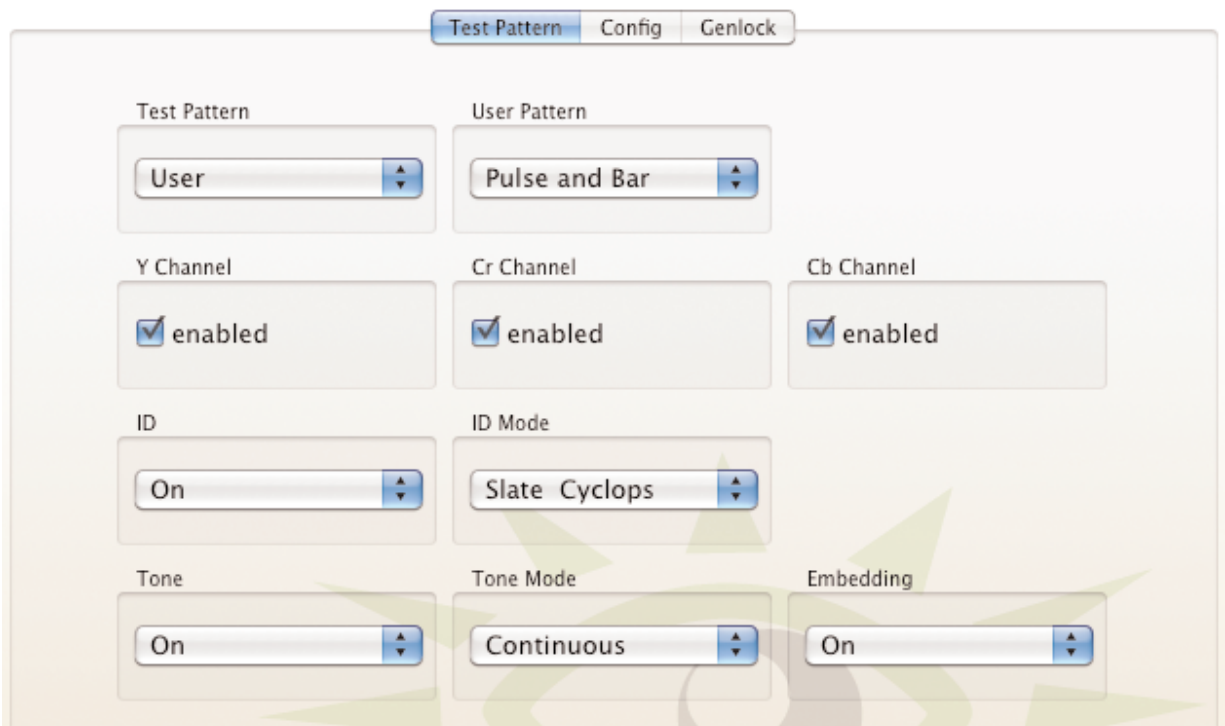 Test Pattern Config Genlock
Test Pattern User Pattern
User Pulse and Bar
Y Channel Cr Channel Cb Channel
enabled enabled enabled
ID ID Mode
On Slate Cyclops
Tone Tone Mode Embedding
On Continuous On